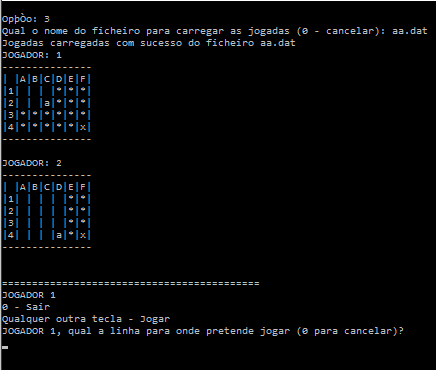 Opþòo: 3
Qual o nome do ficheiro para carregar as jogadas (0 - cancelar): aa.dat
Jogadas carregadas com sucesso do ficheiro aa.dat
JOGADOR: 1
---------------
| |A|B|C|D|E|F|
|1| | | |*|*|*|
|2| | |a|*|*|*|
|3|*|*|*|*|*|*|
|4|*|*|*|*|*|x|
---------------
JOGADOR: 2
---------------
| |A|B|C|D|E|F|
|1| | | | |*|*|
|2| | | | |*|*|
|3| | | | |*|*|
|4| | | |a|*|x|
---------------
===========================================
JOGADOR 1
0 - Sair
Qualquer outra tecla - Jogar
JOGADOR 1, qual a linha para onde pretende jogar (0 para cancelar)?